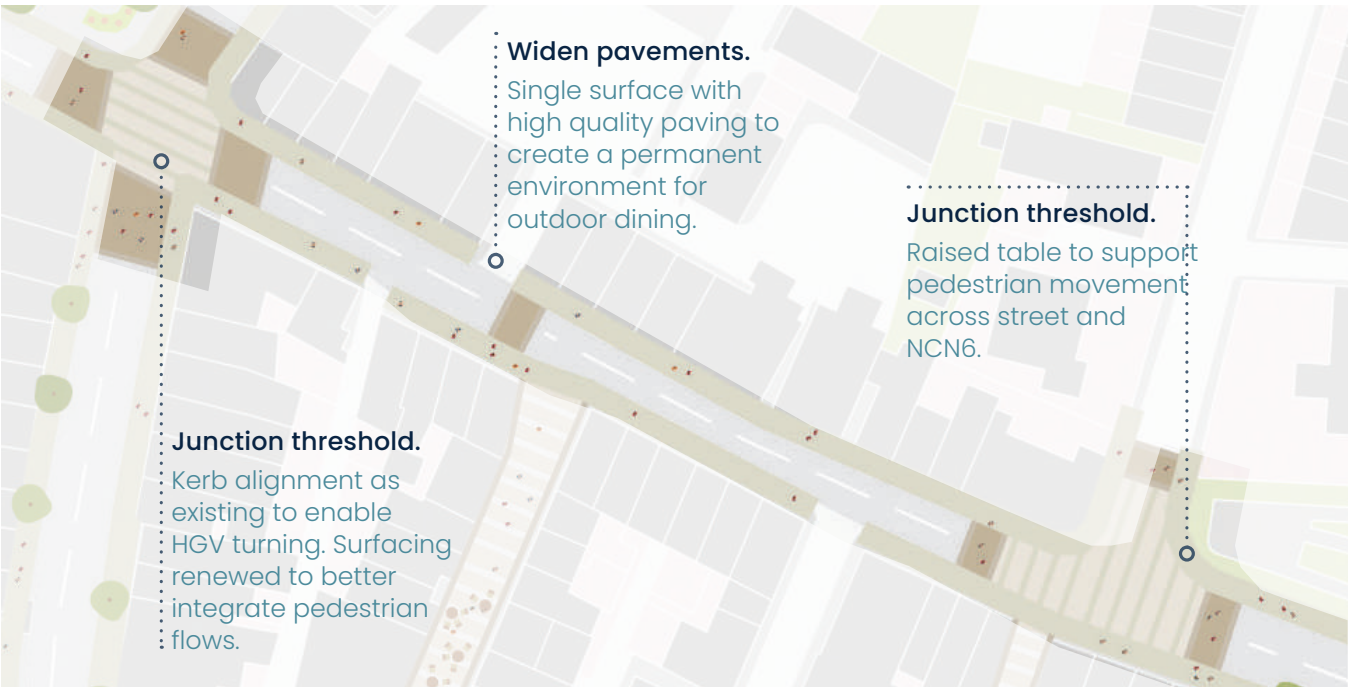 Widen pavements.
Single surface with
high quality paving to
create a permanent
environment for
outdoor dining.
Junction threshold.
Raised table to support
pedestrian movement
across street and
NCN6.
Junction threshold.
Kerb alignment as
existing to enable
HGV turning. Surfacing
renewed to better
integrate pedestrian
flows.